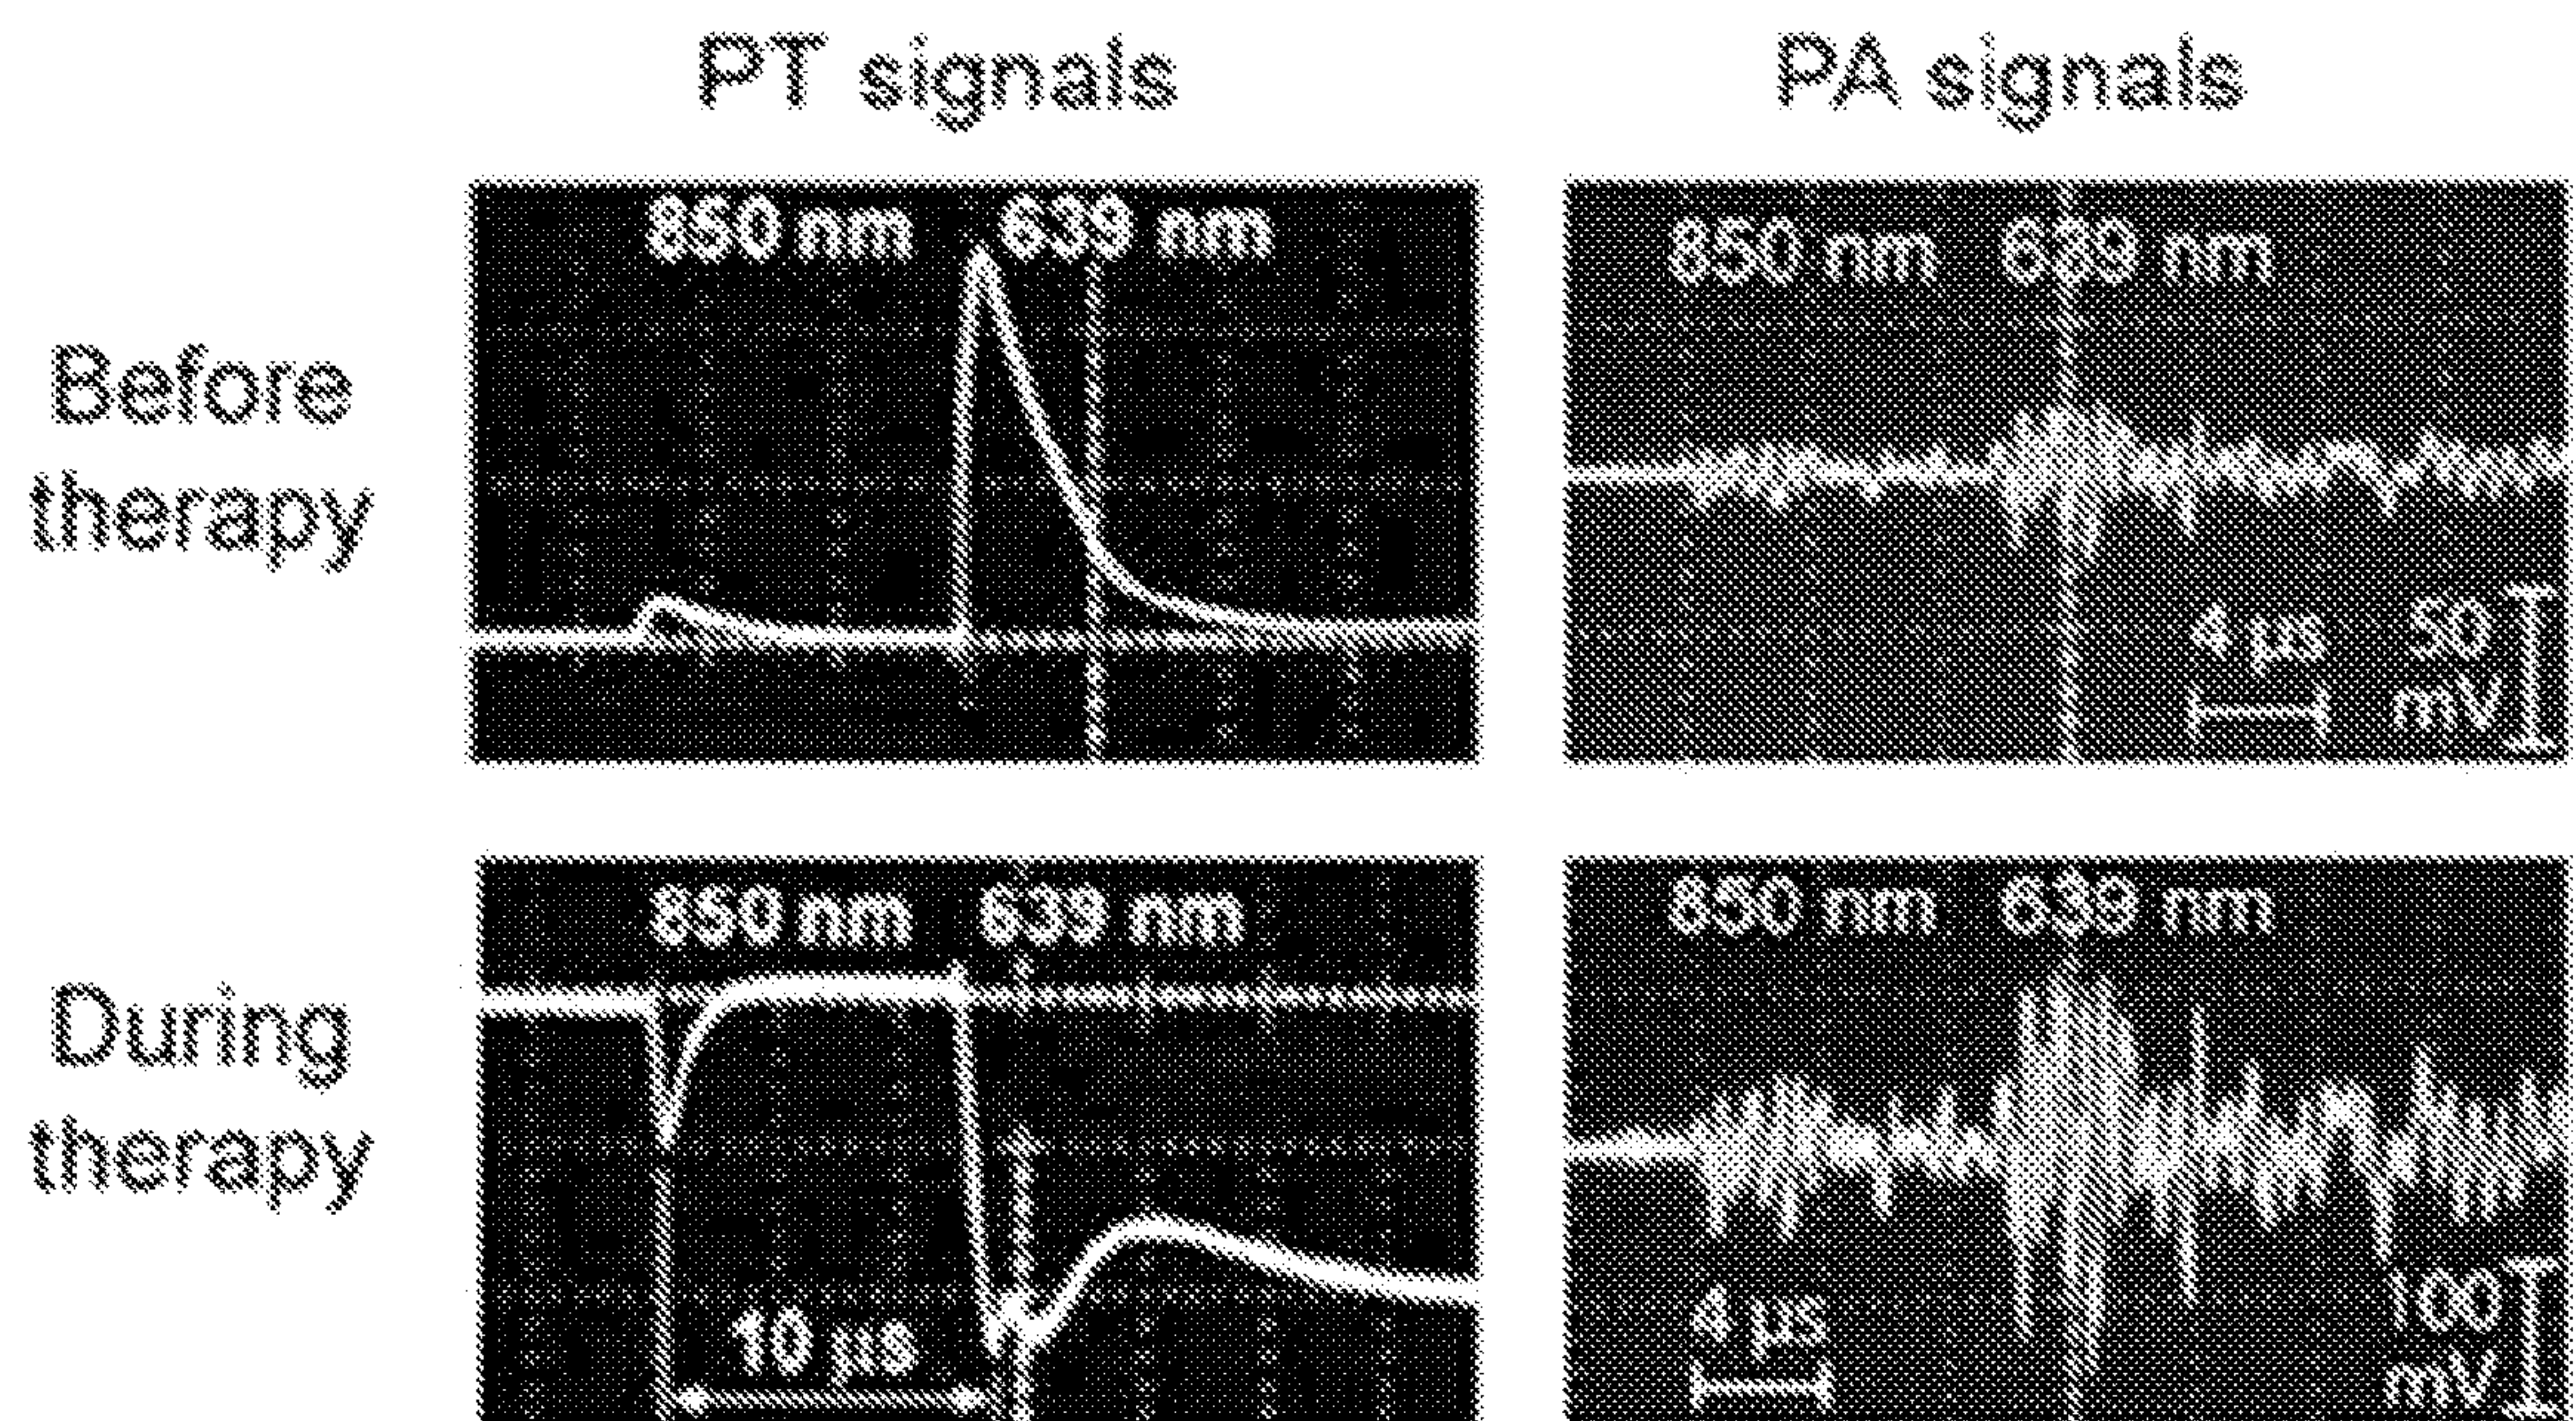 PT signals
PA signals
Before
therapy
850 nm 639 nm
850 nm 639 nm
4 µs
50
mV
During
therapy
850 nm 639 nm
10 µs
850 nm 639 nm
4 µs
100
mV